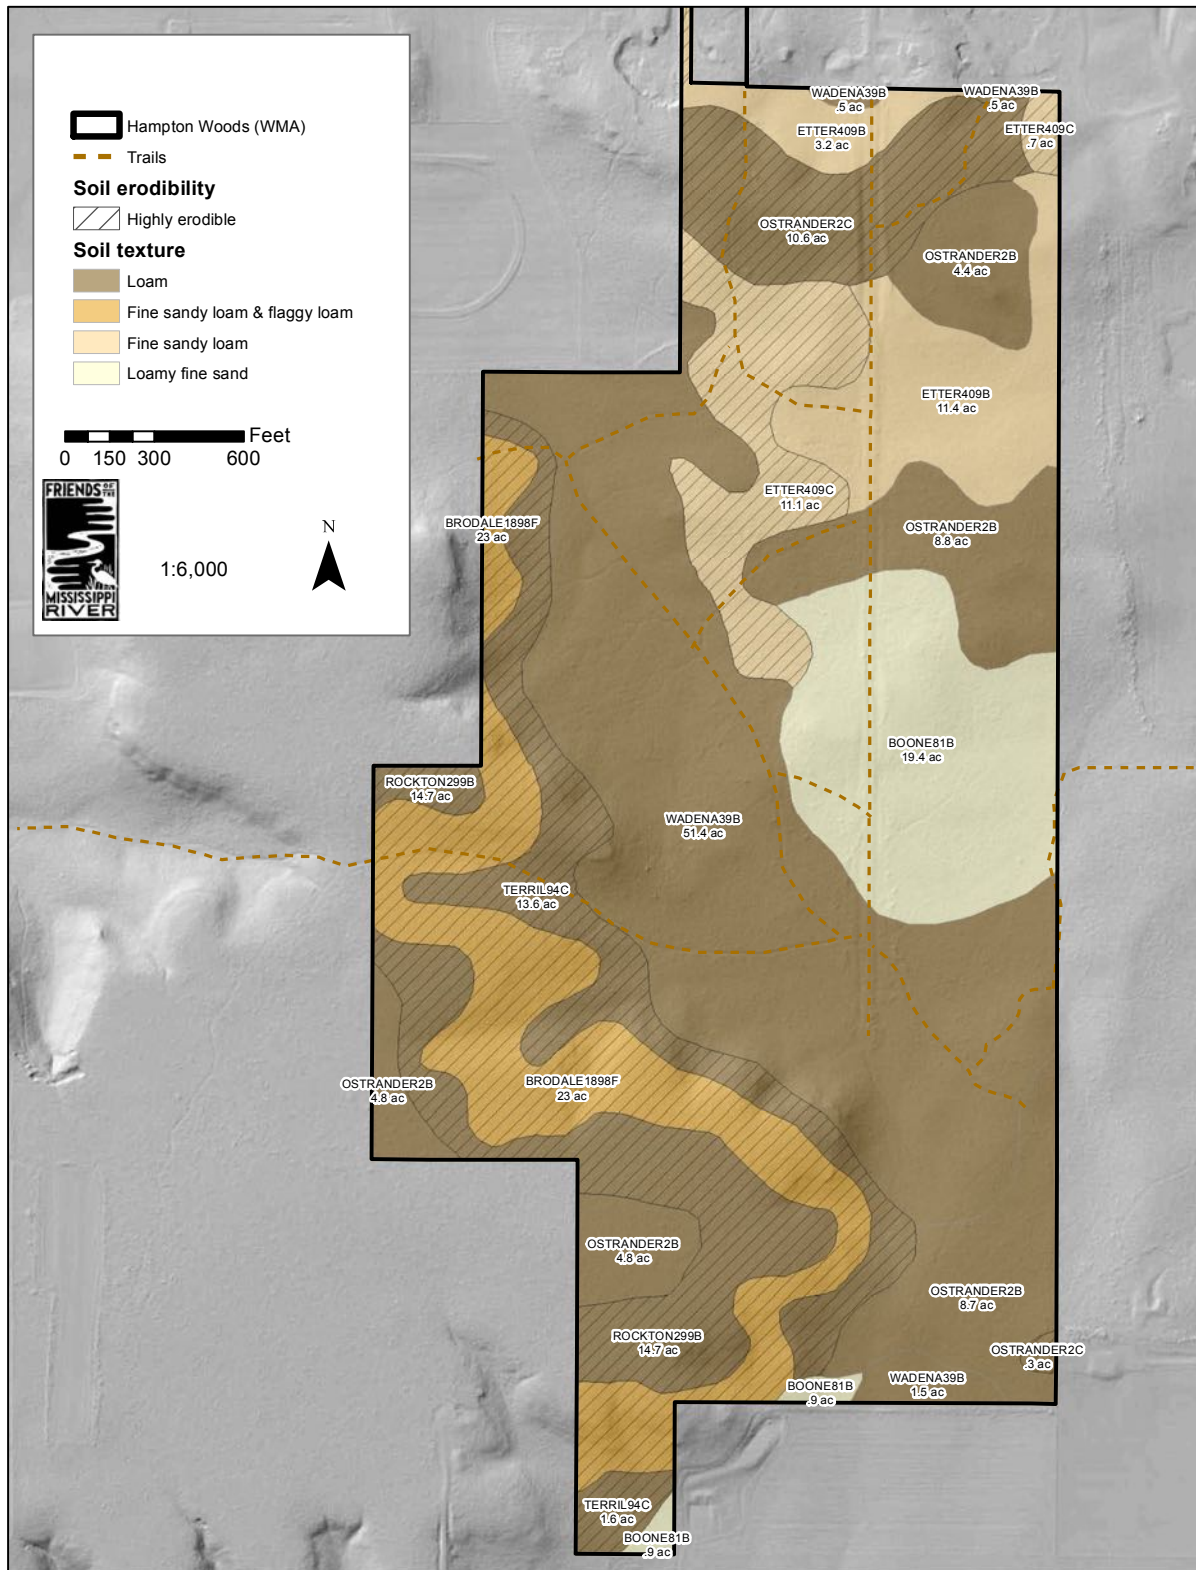 Hampton Woods (WMA)
Trails
Soil erodibility
Highly erodible
Soil texture
Loam
Fine sandy loam & flaggy loam
Fine sandy loam
Loamy fine sand
Feet
0 150 300 600
FRIENDS OF THE
MISSISSIPPI
RIVER
1:6,000
N
WADENA39B
.5 ac
WADENA39B
.5 ac
ETTER409B
3.2 ac
ETTER409C
.7 ac
OSTRANDER2C
10.6 ac
OSTRANDER2B
4.4 ac
ETTER409B
11.4 ac
ETTER409C
11.1 ac
BRODALE1898F
23 ac
OSTRANDER2B
8.8 ac
BOONE81B
19.4 ac
ROCKTON299B
14.7 ac
WADENA39B
51.4 ac
TERRIL94C
13.6 ac
OSTRANDER2B
4.8 ac
BRODALE1898F
23 ac
OSTRANDER2B
4.8 ac
OSTRANDER2B
8.7 ac
ROCKTON299B
14.7 ac
OSTRANDER2C
.3 ac
BOONE81B
.9 ac
WADENA39B
1.5 ac
TERRIL94C
1.6 ac
BOONE81B
.9 ac